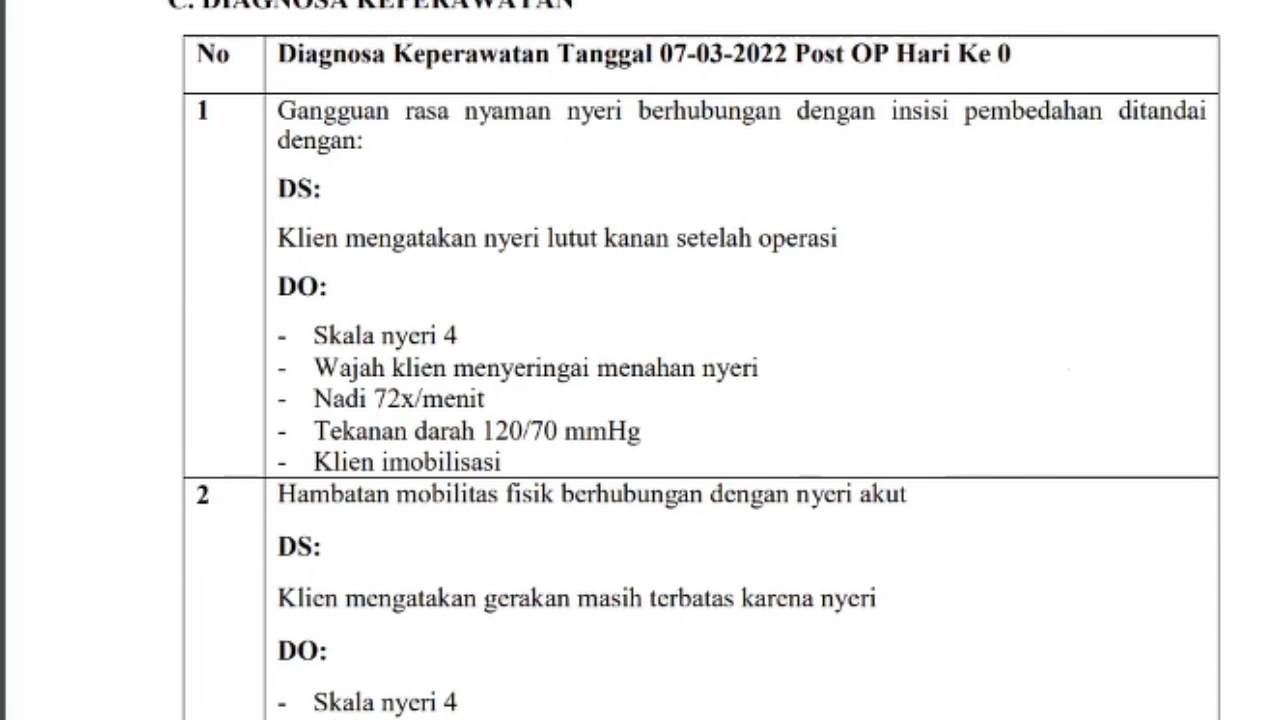 C. DIAGNOSA KEPERAWATAN
No Diagnosa Keperawatan Tanggal 07-03-2022 Post OP Hari Ke 0
1 Gangguan rasa nyaman nyeri berhubungan dengan insisi pembedahan ditandai
dengan:
DS:
Klien mengatakan nyeri lutut kanan setelah operasi
DO:
- Skala nyeri 4
- Wajah klien menyeringai menahan nyeri
- Nadi 72x/menit
- Tekanan darah 120/70 mmHg
- Klien imobilisasi
2 Hambatan mobilitas fisik berhubungan dengan nyeri akut
DS:
Klien mengatakan gerakan masih terbatas karena nyeri
DO:
- Skala nyeri 4